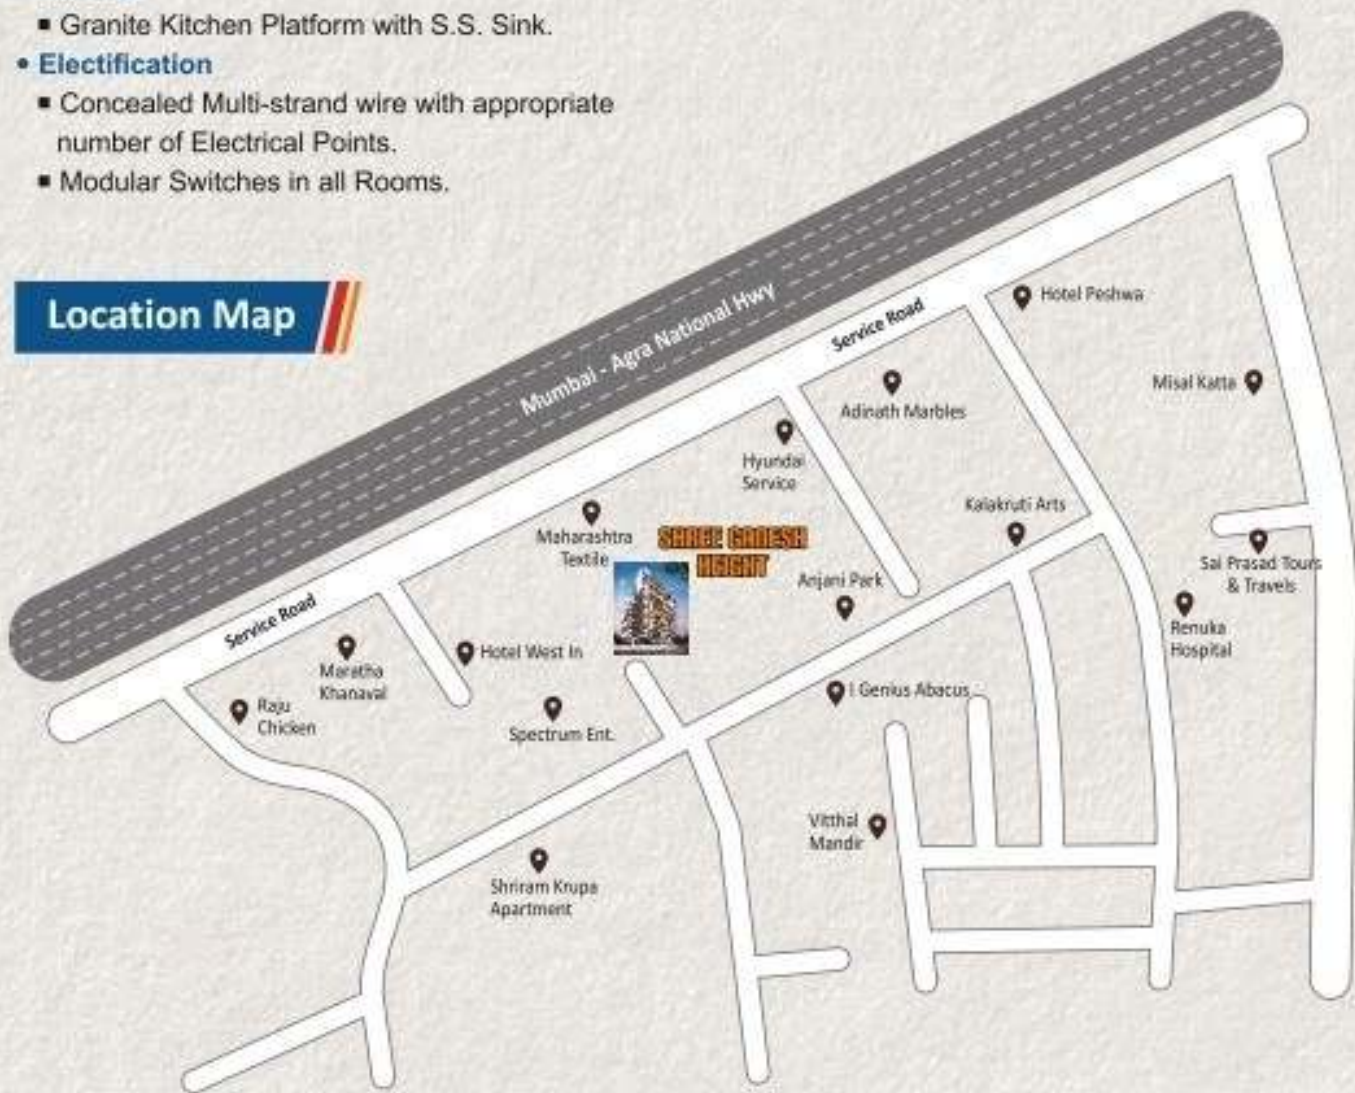 ▪ Granite Kitchen Platform with S.S. Sink.
• Electification
▪ Concealed Multi-strand wire with appropriate
number of Electrical Points.
▪ Modular Switches in all Rooms.
Location Map
Mumbai - Agra National Hwy
Service Road
Hotel Peshwa
Misal Katta
Adinath Marbles
Hyundai
Service
Kalakruti Arts
Maharashtra
Textile
SHREE GANESH
HEIGHT
Anjani Park
Sai Prasad Tours
& Travels
Service Road
Renuka
Hospital
Maratha
Khanaval
Hotel West In
Raju
Chicken
I Genius Abacus
Spectrum Ent.
Vitthal
Mandir
Shriram Krupa
Apartment